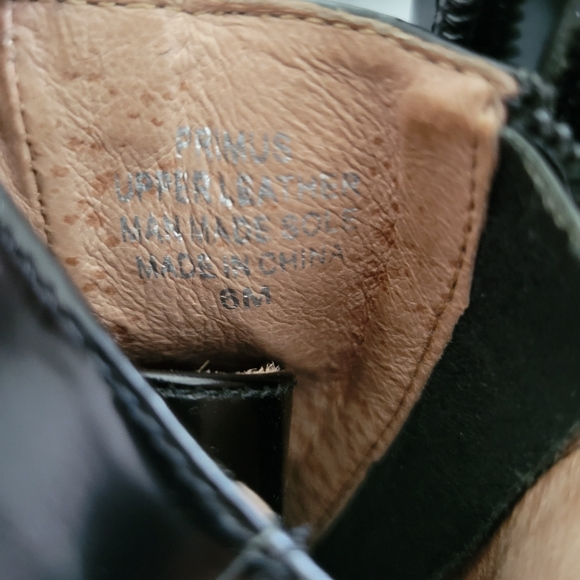 PRIMUS
UPPER LEATHER
MAN MADE SOLE
MADE IN CHINA
6M